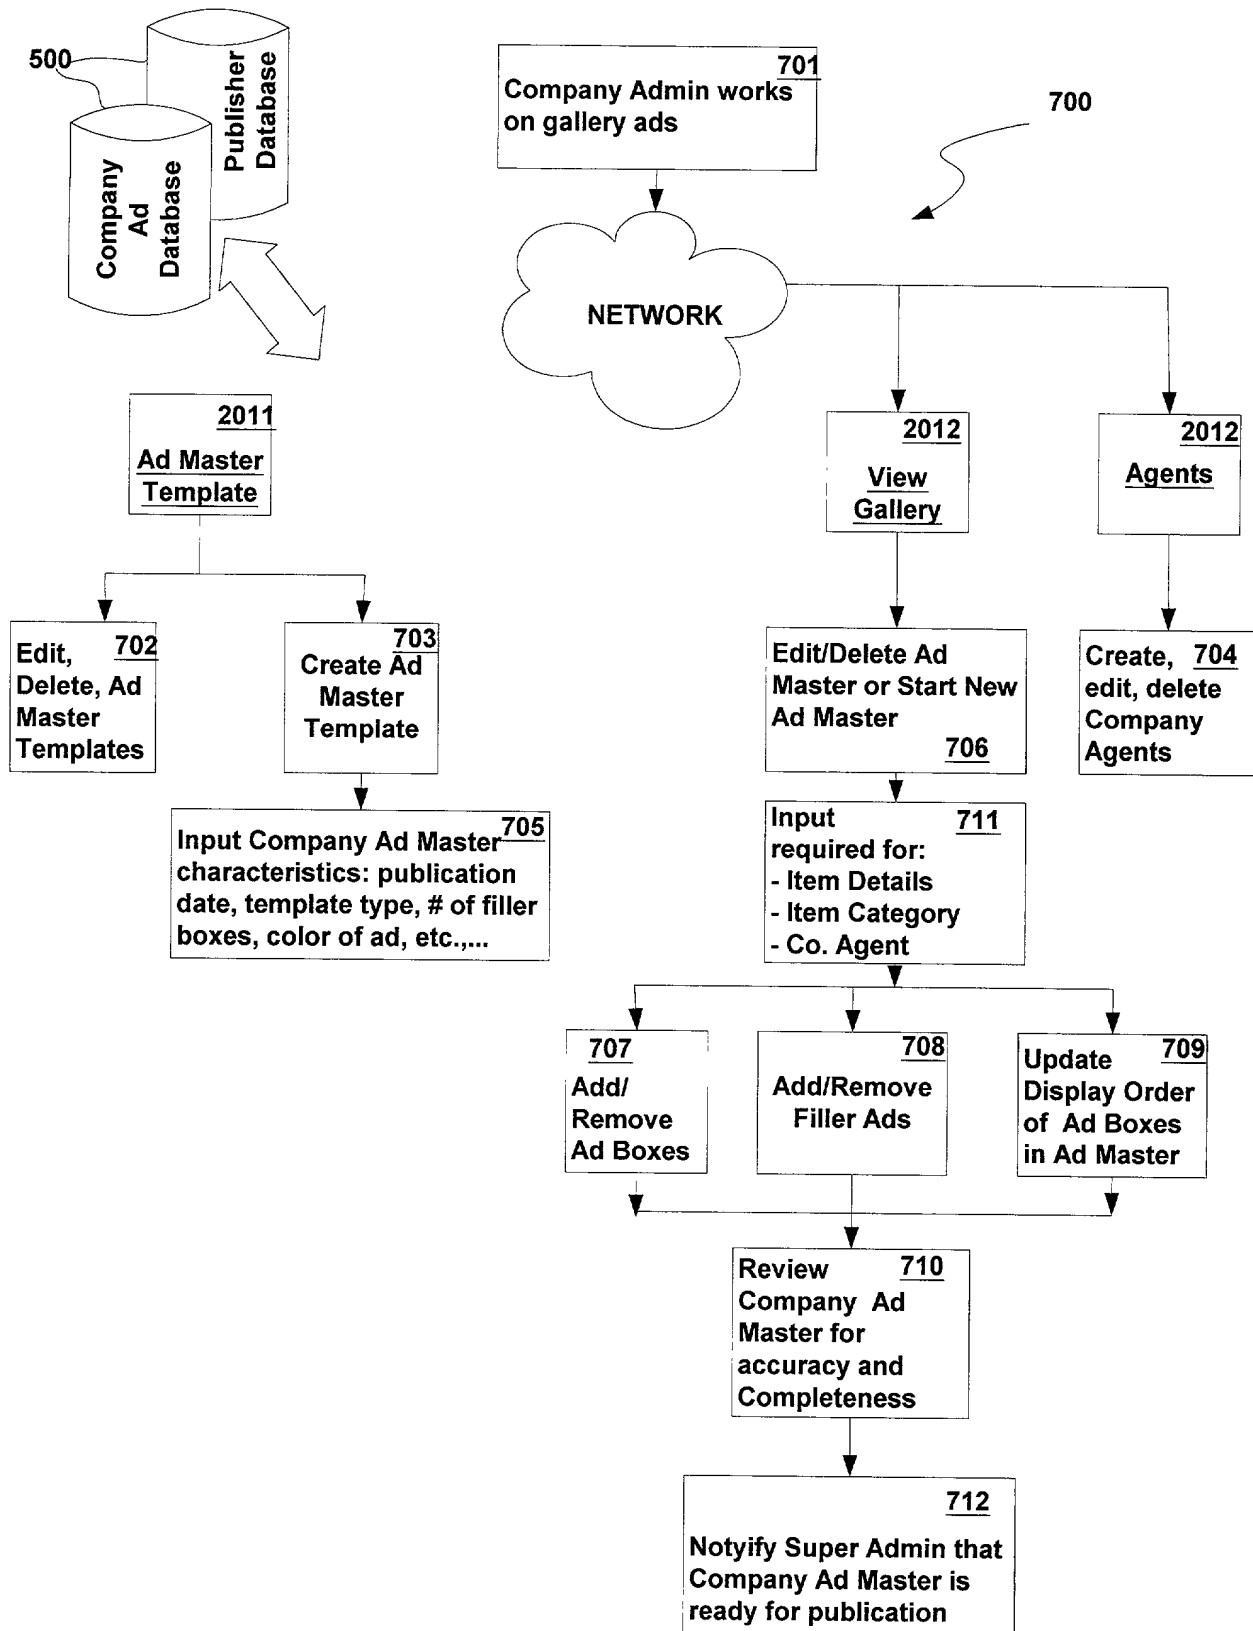 500
Publisher
Database
Company
Ad
Database
701
Company Admin works
on gallery ads
700
NETWORK
2011
Ad Master
Template
2012
View
Gallery
2012
Agents
702
Edit,
Delete, Ad
Master
Templates
703
Create Ad
Master
Template
Edit/Delete Ad
Master or Start New
Ad Master
706
Create, 704
edit, delete
Company
Agents
705
Input Company Ad Master
characteristics: publication
date, template type, # of filler
boxes, color of ad, etc.,...
Input 711
required for:
- Item Details
- Item Category
- Co. Agent
707
Add/
Remove
Ad Boxes
708
Add/Remove
Filler Ads
709
Update
Display Order
of Ad Boxes
in Ad Master
Review 710
Company Ad
Master for
accuracy and
Completeness
712
Notyify Super Admin that
Company Ad Master is
ready for publication